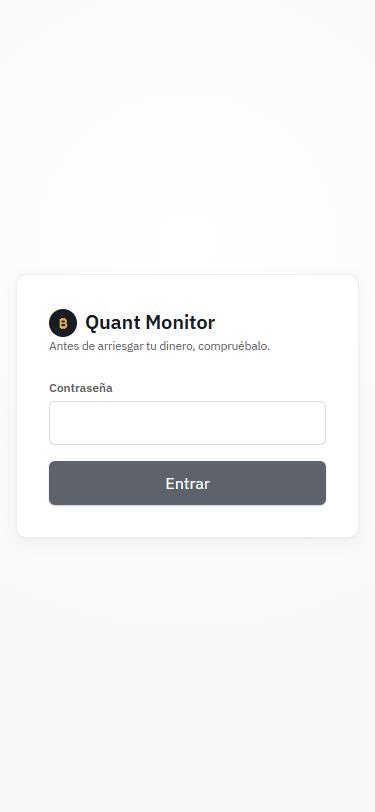 Quant Monitor
Antes de arriesgar tu dinero, compruébalo.
Contraseña
Entrar